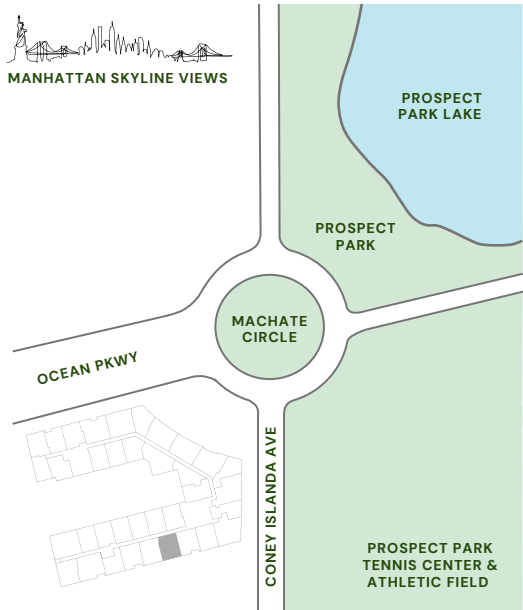 MANHATTAN SKYLINE VIEWS
PROSPECT
PARK LAKE
PROSPECT
PARK
MACHATE
CIRCLE
OCEAN PKWY
CONEY ISLANDA AVE
PROSPECT PARK
TENNIS CENTER &
ATHLETIC FIELD